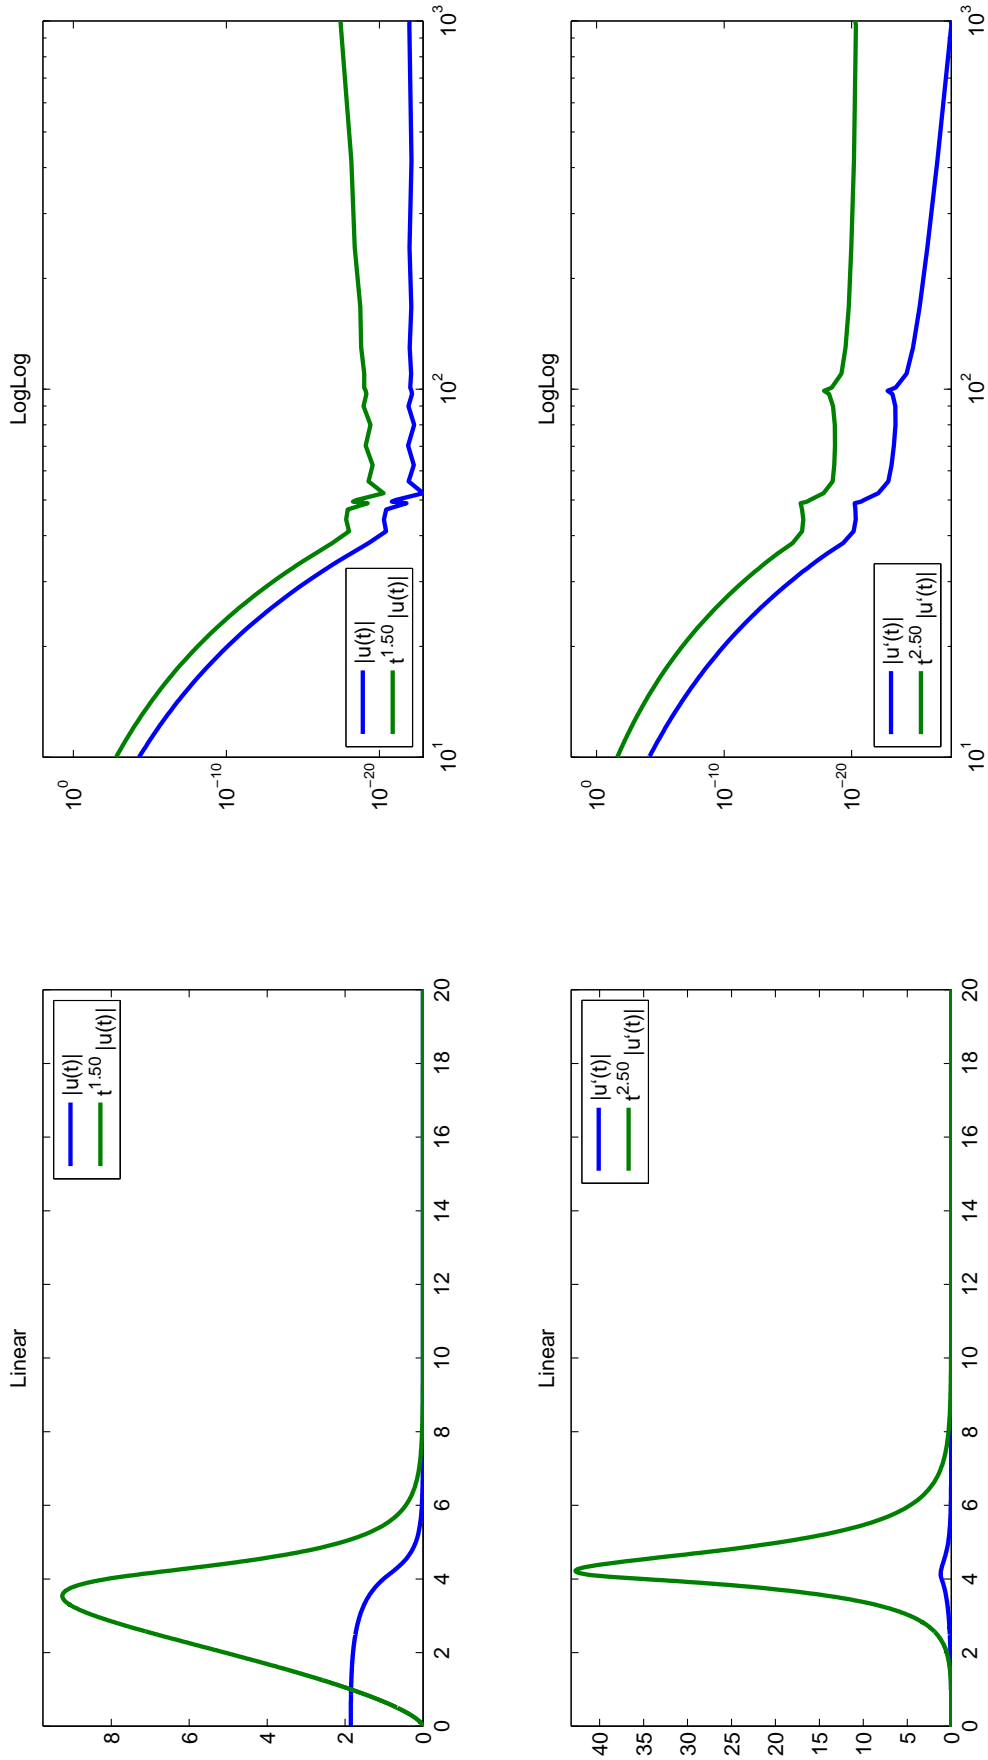 Linear
8
6
4
2
0
0 2 4 6 8 10 12 14 16 18 20
|u(t)|
t^1.50 |u(t)|
LogLog
10^0
10^-10
10^-20
10^1 10^2 10^3
|u(t)|
t^1.50 |u(t)|
Linear
40
35
30
25
20
15
10
5
0
0 2 4 6 8 10 12 14 16 18 20
|u‘(t)|
t^2.50 |u‘(t)|
LogLog
10^0
10^-10
10^-20
10^1 10^2 10^3
|u‘(t)|
t^2.50 |u‘(t)|